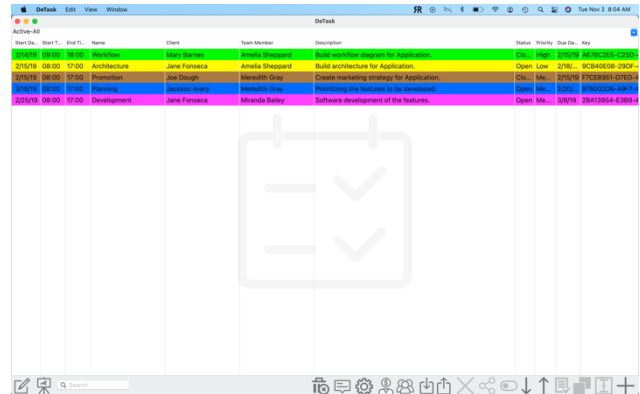 DeTask Edit View Window Tue Nov 2 8:04 AM
DeTask
Active-All
Start Da... Start T... End Ti... Name Client Team Member Description Status Priority Due Da... Key
2/14/19 09:00 18:00 Workflow Mary Barnes Amelia Sheppard Build workflow diagram for Application. Clo... High 2/15/19 A676C2E5-C25D-
2/15/19 08:00 17:00 Architecture Jane Fonseca Amelia Sheppard Build architecture for Application. Open Low 2/18/... 9CB40E08-29DF-
2/15/19 08:00 17:00 Promotion Joe Dough Meredith Gray Create marketing strategy for Application. Clo... Me... 2/15/19 F7CE8951-D7ED-4
2/18/19 08:00 17:00 Planning Jackson Avery Meredith Gray Prioritizing the features to be developed. Open Me... 2/20/... 976002D6-A9F7-4
2/25/19 08:00 17:00 Development Jane Fonseca Miranda Bailey Software development of the features. Open Me... 3/8/19 2BA13954-E3B9-4
Search